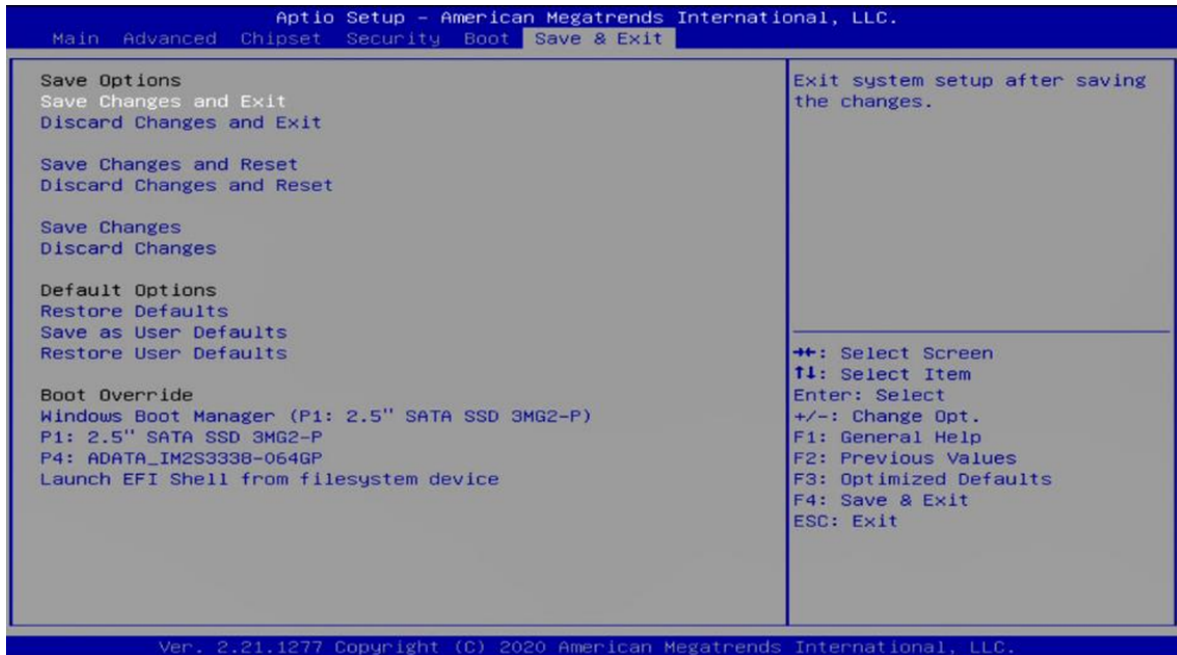 Aptio Setup – American Megatrends International, LLC.
Main Advanced Chipset Security Boot Save & Exit
Save Options
Save Changes and Exit
Discard Changes and Exit
Save Changes and Reset
Discard Changes and Reset
Save Changes
Discard Changes
Default Options
Restore Defaults
Save as User Defaults
Restore User Defaults
Boot Override
Windows Boot Manager (P1: 2.5'' SATA SSD 3MG2-P)
P1: 2.5'' SATA SSD 3MG2-P
P4: ADATA_IM2S3338-064GP
Launch EFI Shell from filesystem device
Exit system setup after saving
the changes.
→←: Select Screen
↑↓: Select Item
Enter: Select
+/-: Change Opt.
F1: General Help
F2: Previous Values
F3: Optimized Defaults
F4: Save & Exit
ESC: Exit
Ver. 2.21.1277 Copyright (C) 2020 American Megatrends International, LLC.